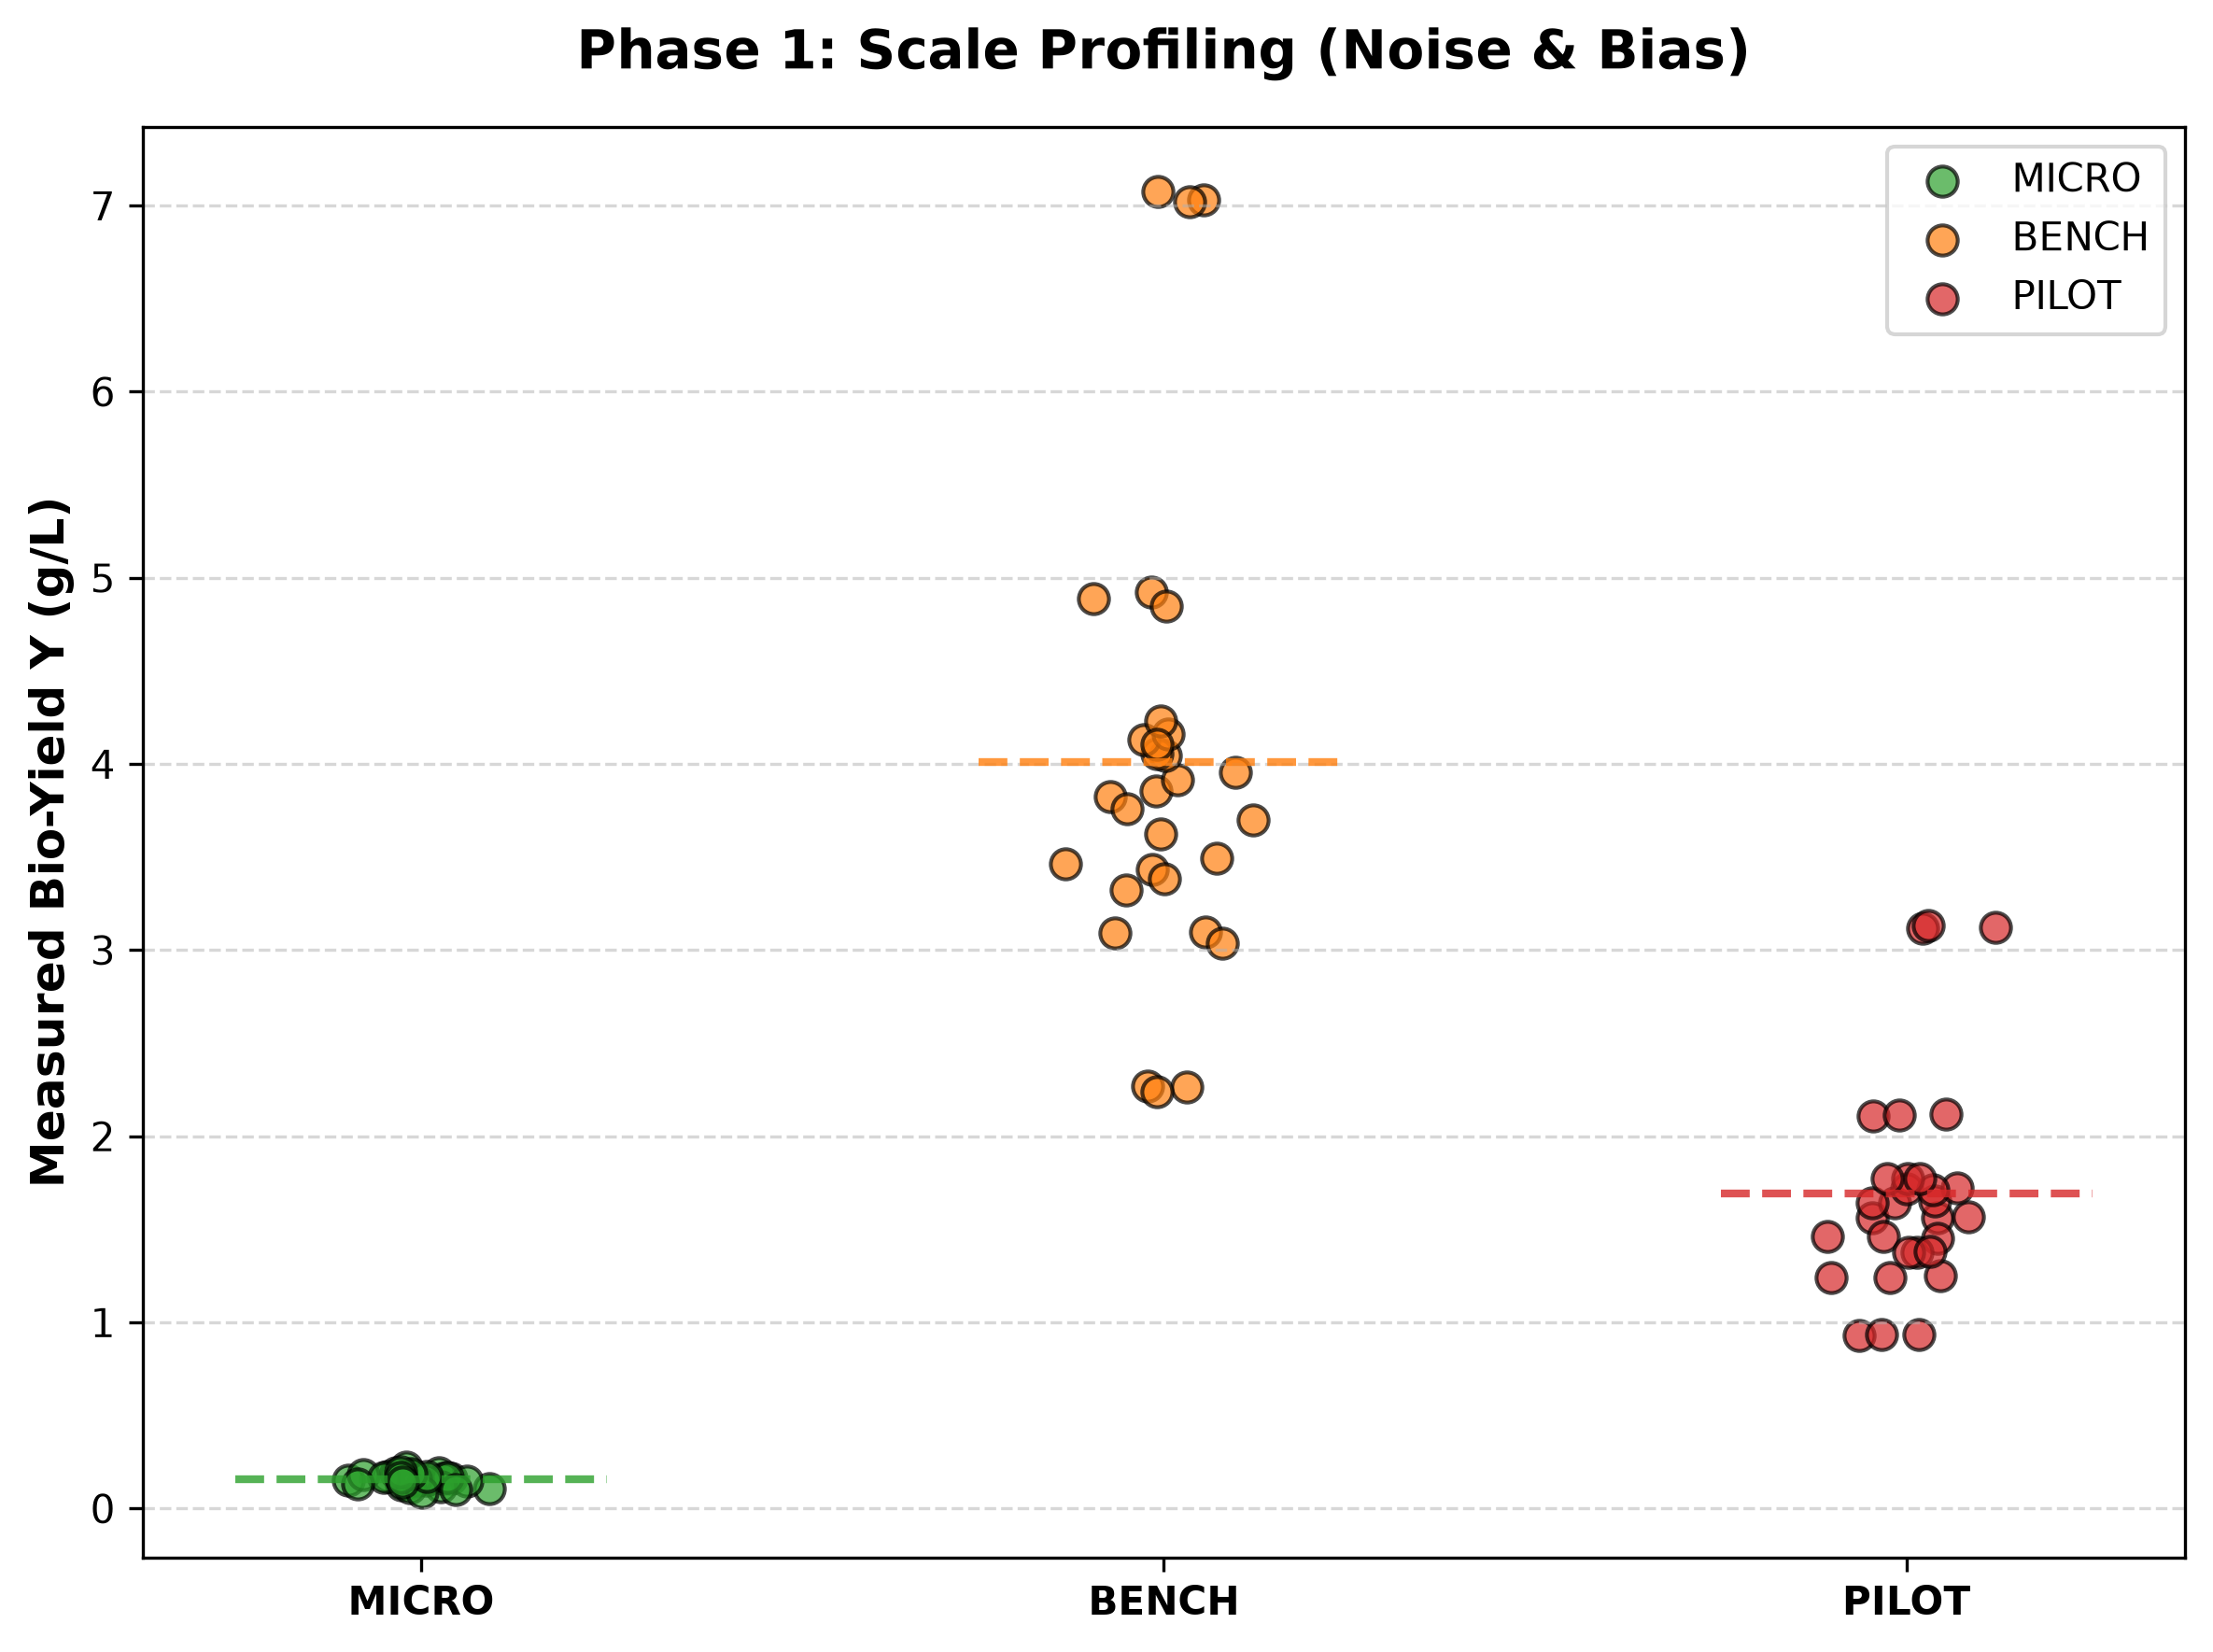 Phase 1: Scale Profiling (Noise & Bias)
Measured Bio-Yield Y (g/L)
7
6
5
4
3
2
1
0
MICRO
BENCH
PILOT
MICRO
BENCH
PILOT